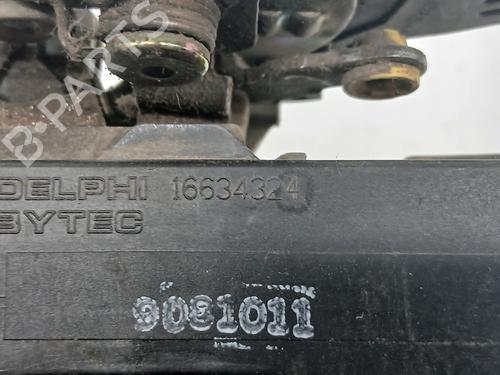 B-PARTS
DELPHI 16634324
BYTEC
9081011